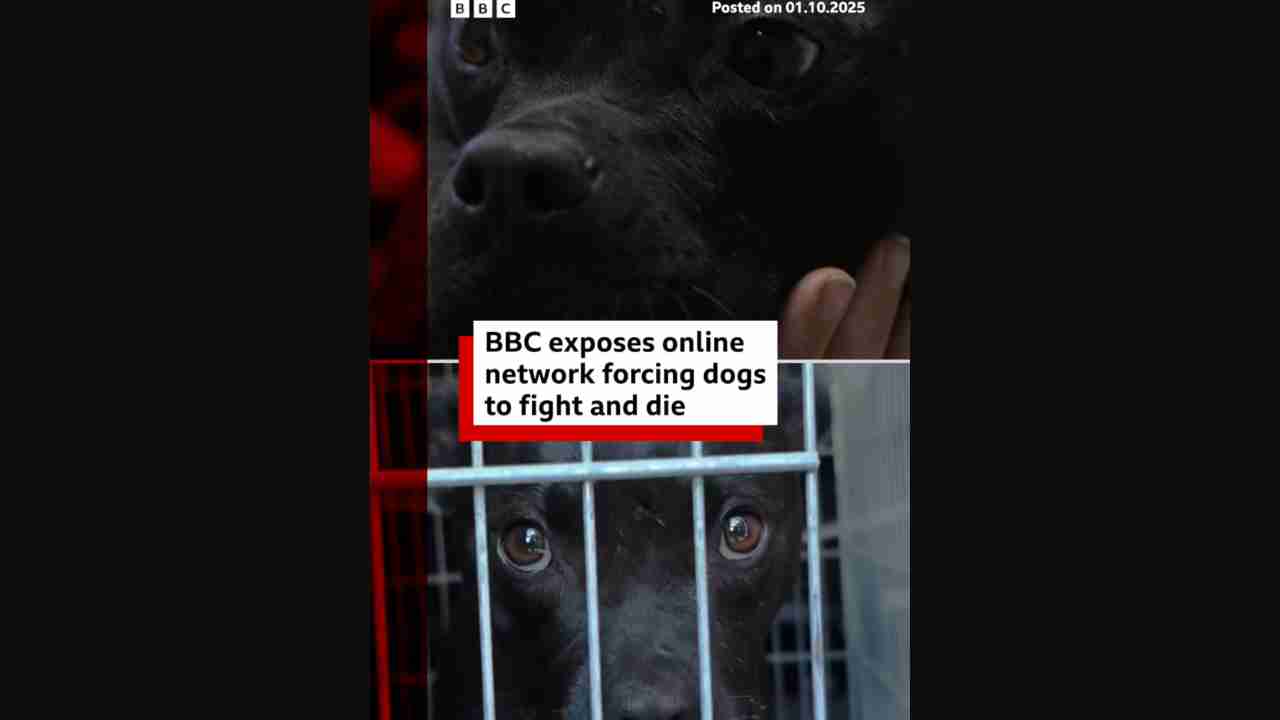 BBC
Posted on 01.10.2025
BBC exposes online
network forcing dogs
to fight and die